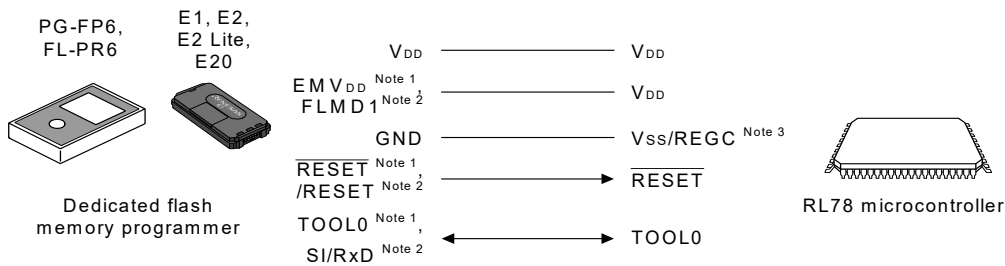 PG-FP6,
FL-PR6
E1, E2,
E2 Lite,
E20
Dedicated flash
memory programmer
VDD VDD
EMVDD Note 1,
FLMD1 Note 2 VDD
GND VSS/REGC Note 3
RESET Note 1,
/RESET Note 2 RESET
TOOL0 Note 1,
SI/RxD Note 2 TOOL0
RL78 microcontroller